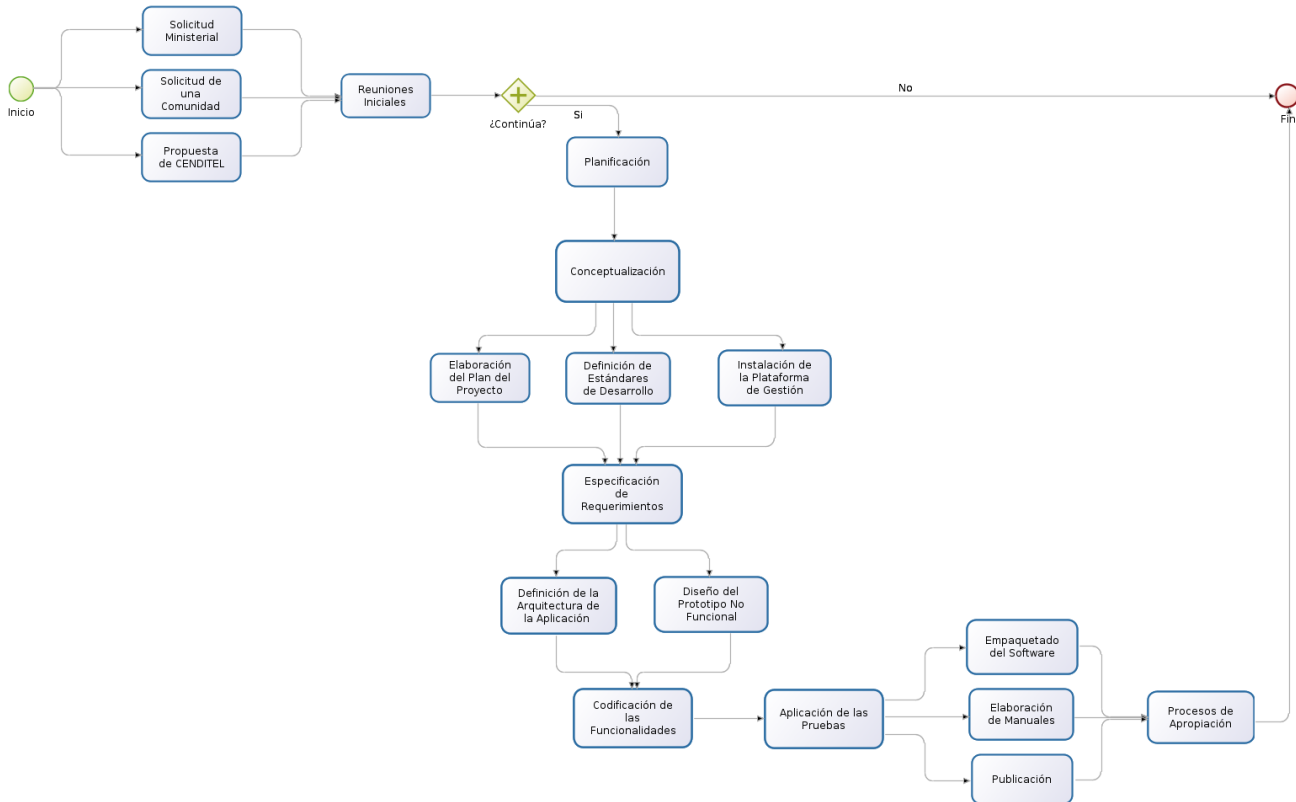 Solicitud
Ministerial
Solicitud de
una
Comunidad
Propuesta
de CENDITEL
Inicio
Reuniones
Iniciales
¿Continúa?
No
Si
Fin
Planificación
Conceptualización
Elaboración
del Plan del
Proyecto
Definición de
Estándares
de Desarrollo
Instalación de
la Plataforma
de Gestión
Especificación
de
Requerimientos
Definición de la
Arquitectura de
la Aplicación
Diseño del
Prototipo No
Funcional
Codificación de
las
Funcionalidades
Aplicación de las
Pruebas
Empaquetado
del Software
Elaboración
de Manuales
Publicación
Procesos de
Apropiación